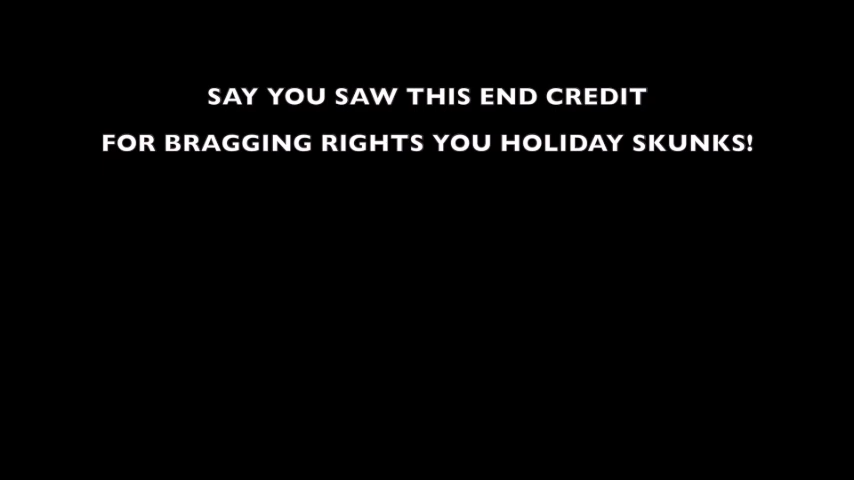 SAY YOU SAW THIS END CREDIT
FOR BRAGGING RIGHTS YOU HOLIDAY SKUNKS!